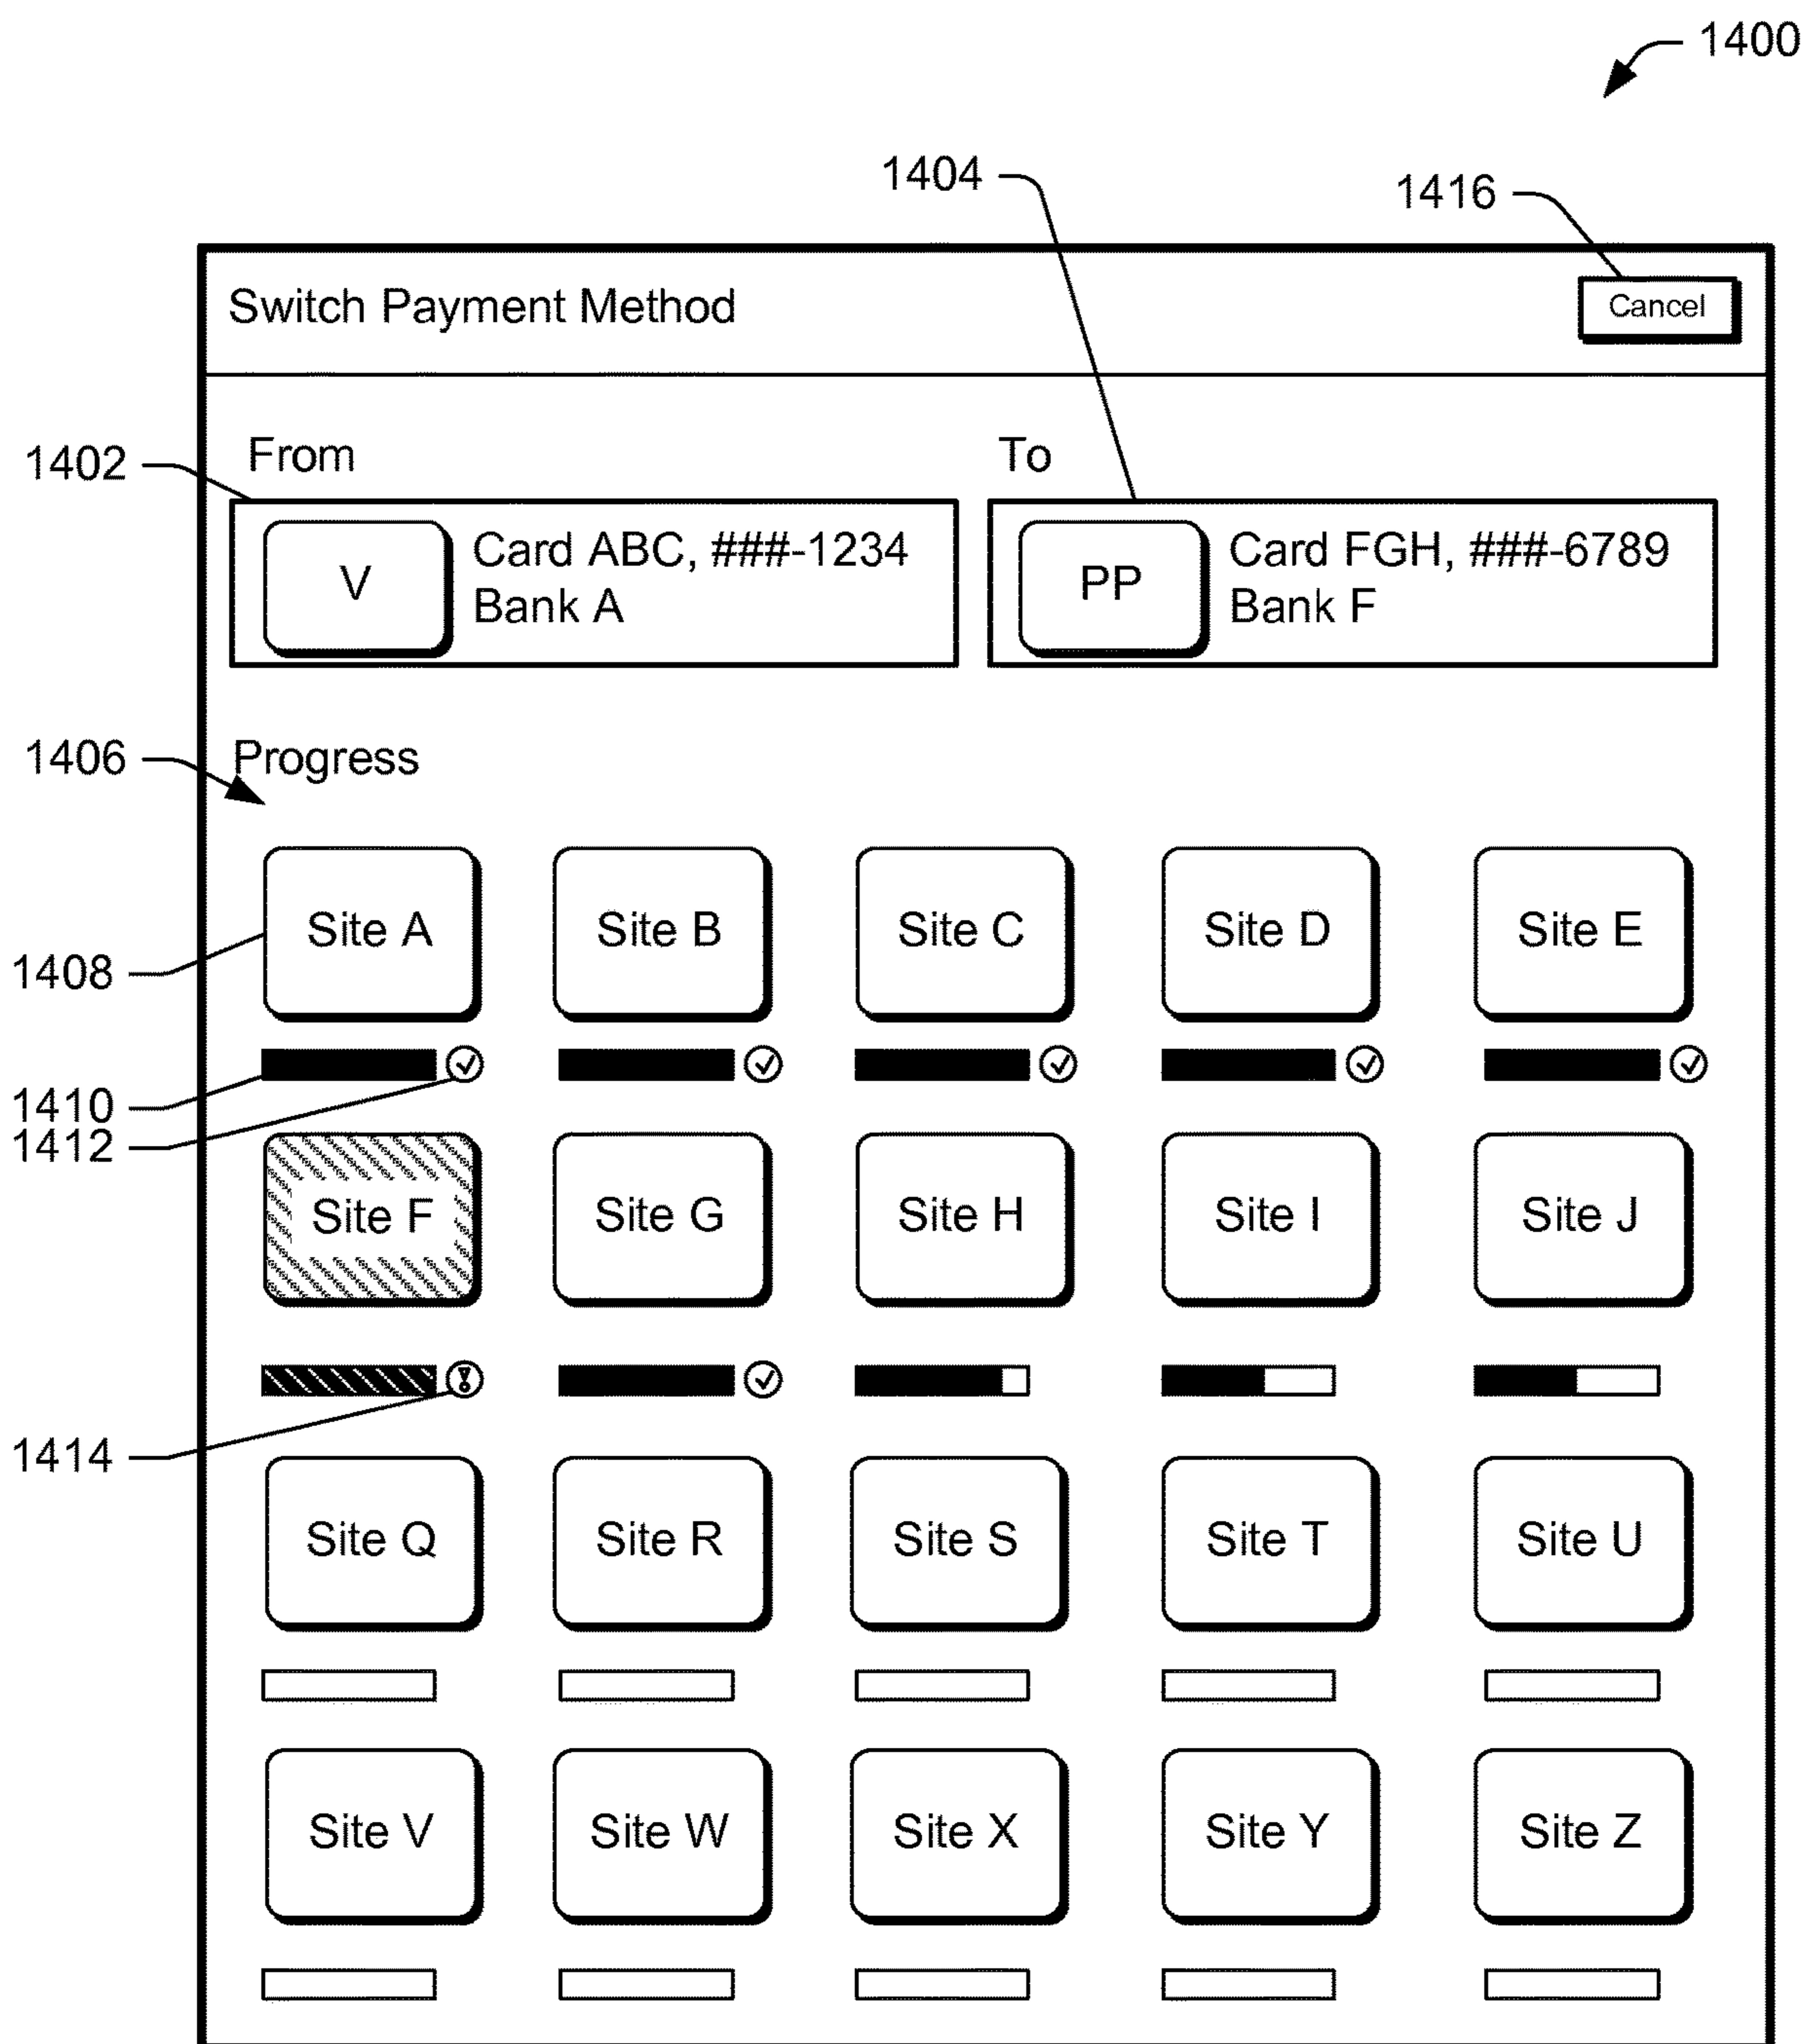 1400
1404
1416
Switch Payment Method
Cancel
1402
From
To
V
Card ABC, ###-1234
Bank A
PP
Card FGH, ###-6789
Bank F
1406
Progress
Site A
Site B
Site C
Site D
Site E
1408
1410
1412
Site F
Site G
Site H
Site I
Site J
1414
Site Q
Site R
Site S
Site T
Site U
Site V
Site W
Site X
Site Y
Site Z